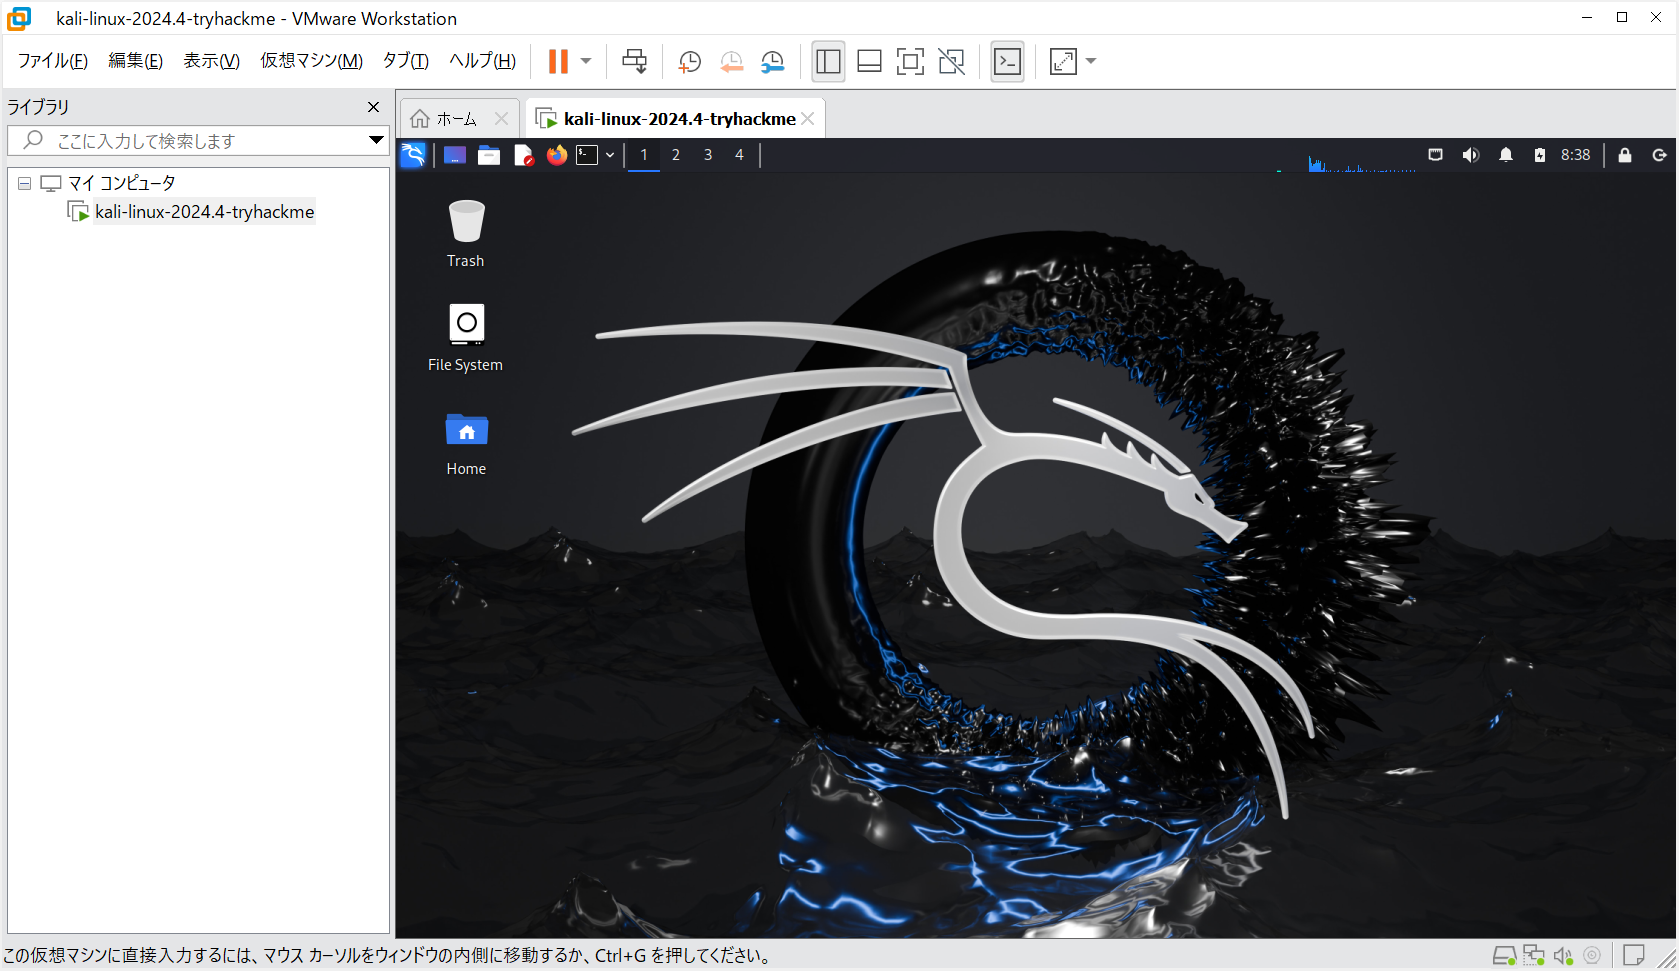 kali-linux-2024.4-tryhackme - VMware Workstation
ファイル(F) 編集(E) 表示(V) 仮想マシン(M) タブ(T) ヘルプ(H)
ライブラリ
ホーム kali-linux-2024.4-tryhackme
ここに入力して検索します
1 2 3 4 8:38
マイ コンピュータ
kali-linux-2024.4-tryhackme
Trash
File System
Home
この仮想マシンに直接入力するには、マウス カーソルをウィンドウの内側に移動するか、Ctrl+G を押してください。